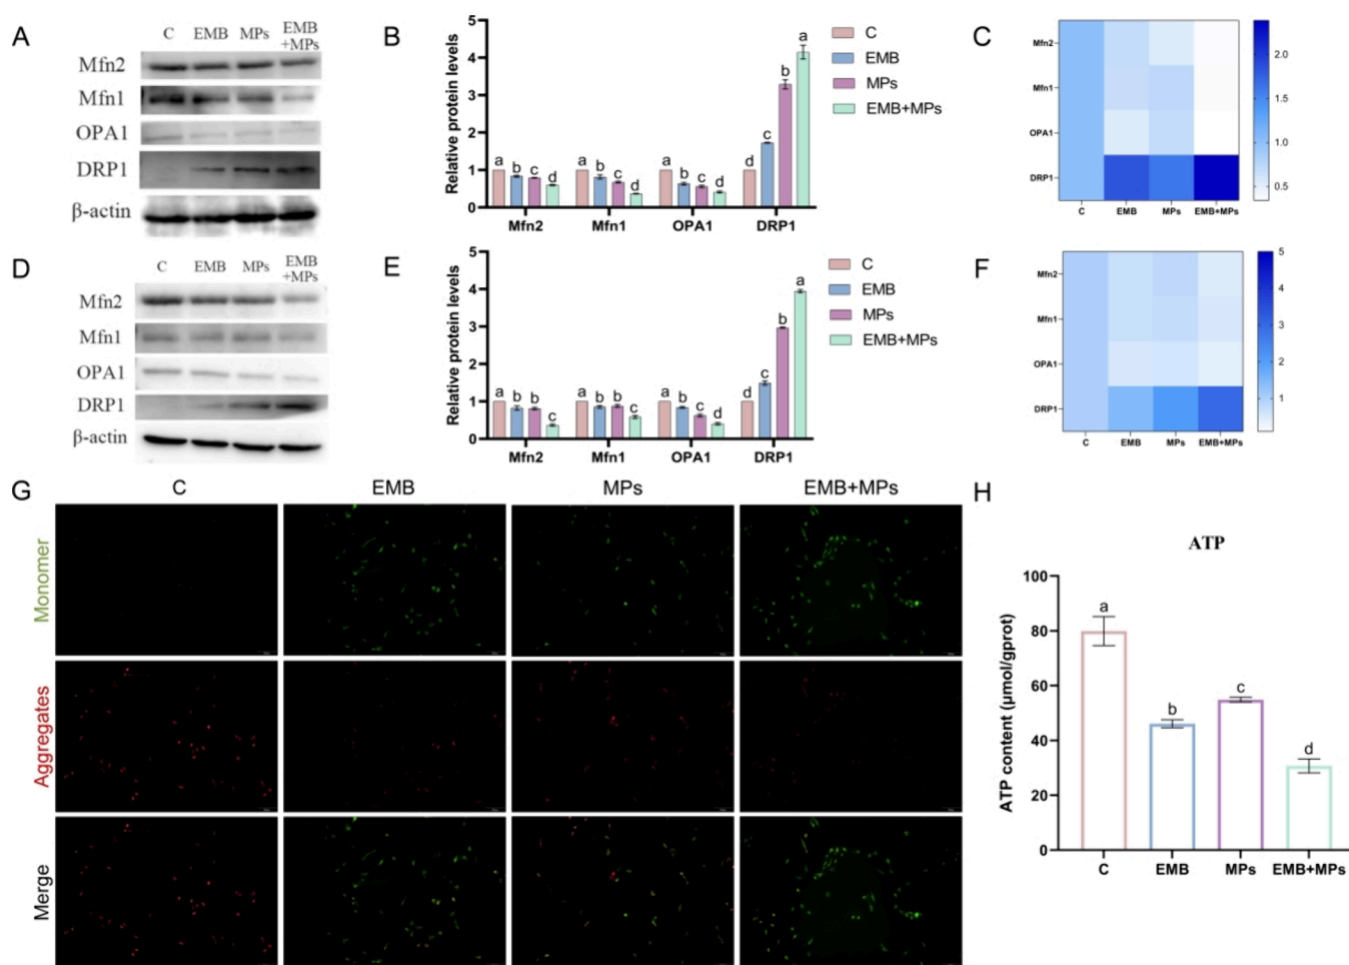 A
C EMB MPs EMB
+MPs
Mfn2
Mfn1
OPA1
DRP1
β-actin
B
Relative protein levels
5
4
3
2
1
0
a b c d a b c d a b c d d c b a
Mfn2 Mfn1 OPA1 DRP1
C
EMB
MPs
EMB+MPs
C
Mfn2
Mfn1
OPA1
DRP1
C EMB MPs EMB+MPs
2.0
1.5
1.0
0.5
D
C EMB MPs EMB
+MPs
Mfn2
Mfn1
OPA1
DRP1
β-actin
E
Relative protein levels
5
4
3
2
1
0
a b b c a b b c a b c d d c b a
Mfn2 Mfn1 OPA1 DRP1
C
EMB
MPs
EMB+MPs
F
Mfn2
Mfn1
OPA1
DRP1
C EMB MPs EMB+MPs
5
4
3
2
1
G
C EMB MPs EMB+MPs
Monomer
Aggregates
Merge
H
ATP
ATP content (μmol/gprot)
100
80
60
40
20
0
a b c d
C EMB MPs EMB+MPs